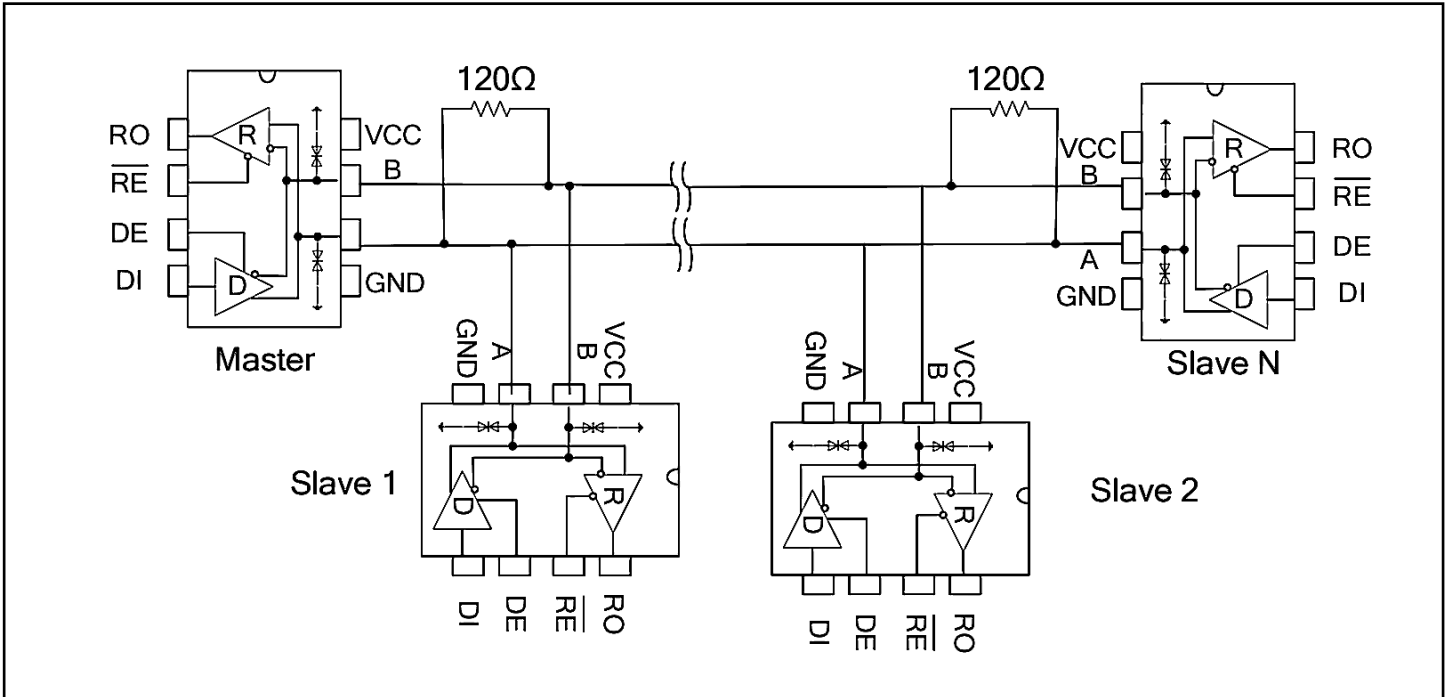 120Ω
120Ω
RO
R
VCC
RE
B
DE
DI
D
GND
Master
VCC
R
RO
B
RE
DE
A
GND
D
DI
Slave N
GND
A
B
VCC
Slave 1
D
R
DI
DE
RE
RO
GND
A
B
VCC
Slave 2
D
R
DI
DE
RE
RO